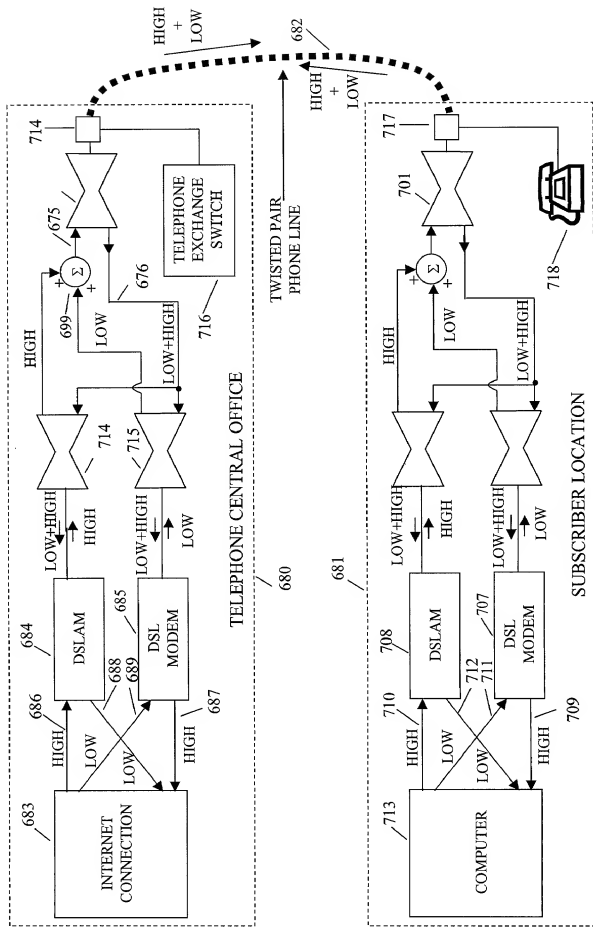 HIGH + LOW
682
HIGH + LOW
TWISTED PAIR
PHONE LINE
714
675
699
+
Σ
+
676
TELEPHONE
EXCHANGE
SWITCH
716
HIGH
LOW
LOW+HIGH
714
715
LOW+HIGH
HIGH
LOW+HIGH
LOW
684
DSLAM
685
DSL
MODEM
686
688
689
687
HIGH
LOW
LOW
HIGH
683
INTERNET
CONNECTION
TELEPHONE CENTRAL OFFICE
680
717
701
+
Σ
+
718
HIGH
LOW
LOW+HIGH
LOW+HIGH
HIGH
LOW+HIGH
LOW
681
708
DSLAM
707
DSL
MODEM
710
712
711
709
HIGH
LOW
LOW
HIGH
713
COMPUTER
SUBSCRIBER LOCATION